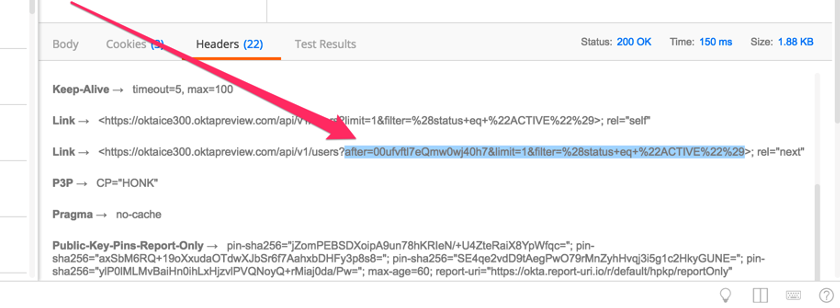 Body Cookies (3) Headers (22) Test Results Status: 200 OK Time: 150 ms Size: 1.88 KB
Keep-Alive → timeout=5, max=100
Link → <https://oktaice300.oktapreview.com/api/v1/ ?limit=1&filter=%28status+eq+%22ACTIVE%22%29>; rel="self"
Link → <https://oktaice300.oktapreview.com/api/v1/users?after=00ufvftl7eQmw0wj40h7&limit=1&filter=%28status+eq+%22ACTIVE%22%29>; rel="next"
P3P → CP="HONK"
Pragma → no-cache
Public-Key-Pins-Report-Only → pin-sha256="jZomPEBSDXoipA9un78hKRIeN/+U4ZteRaiX8YpWfqc="; pin-
sha256="axSbM6RQ+19oXxudaOTdwXJbSr6f7AahxbDHFy3p8s8="; pin-sha256="SE4qe2vdD9tAegPwO79rMnZyhHvqj3i5g1c2HkyGUNE="; pin-
sha256="ylP0lMLMvBaiHn0ihLxHjzvlPVQNoyQ+rMiaj0da/Pw="; max-age=60; report-uri="https://okta.report-uri.io/r/default/hpkp/reportOnly"